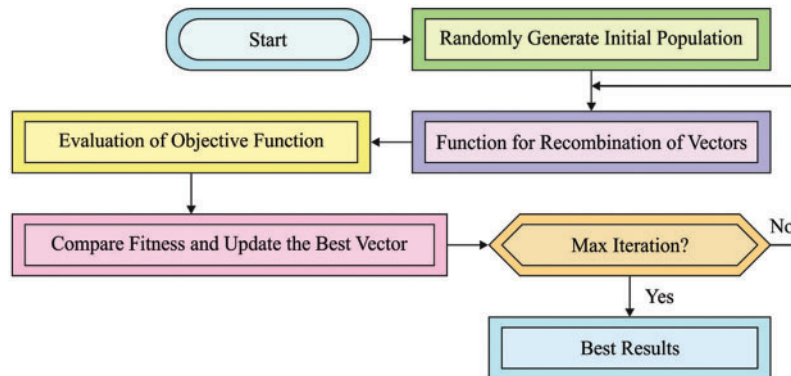 Start
Randomly Generate Initial Population
Evaluation of Objective Function
Function for Recombination of Vectors
Compare Fitness and Update the Best Vector
Max Iteration?
No
Yes
Best Results